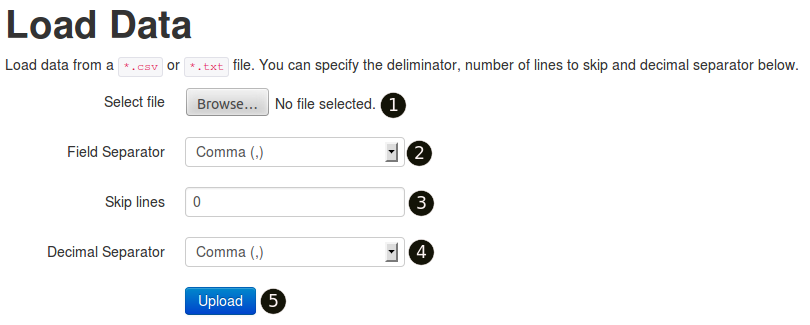 Load Data
Load data from a *.csv or *.txt file. You can specify the deliminator, number of lines to skip and decimal separator below.
Select file Browse... No file selected. 1
Field Separator Comma (,) 2
Skip lines 0 3
Decimal Separator Comma (,) 4
Upload 5